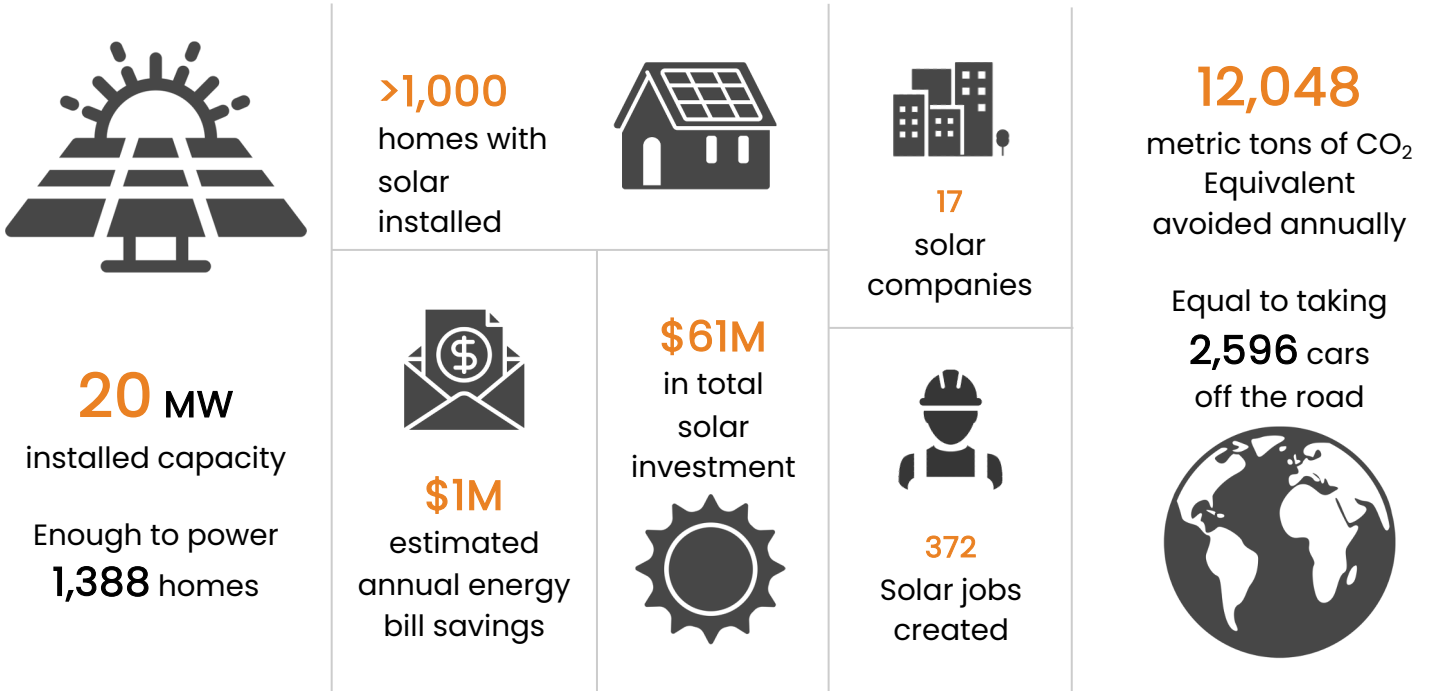 20 MW
installed capacity
Enough to power
1,388 homes
>1,000
homes with
solar
installed
$
$1M
estimated
annual energy
bill savings
$61M
in total
solar
investment
17
solar
companies
372
Solar jobs
created
12,048
metric tons of CO₂
Equivalent
avoided annually
Equal to taking
2,596 cars
off the road